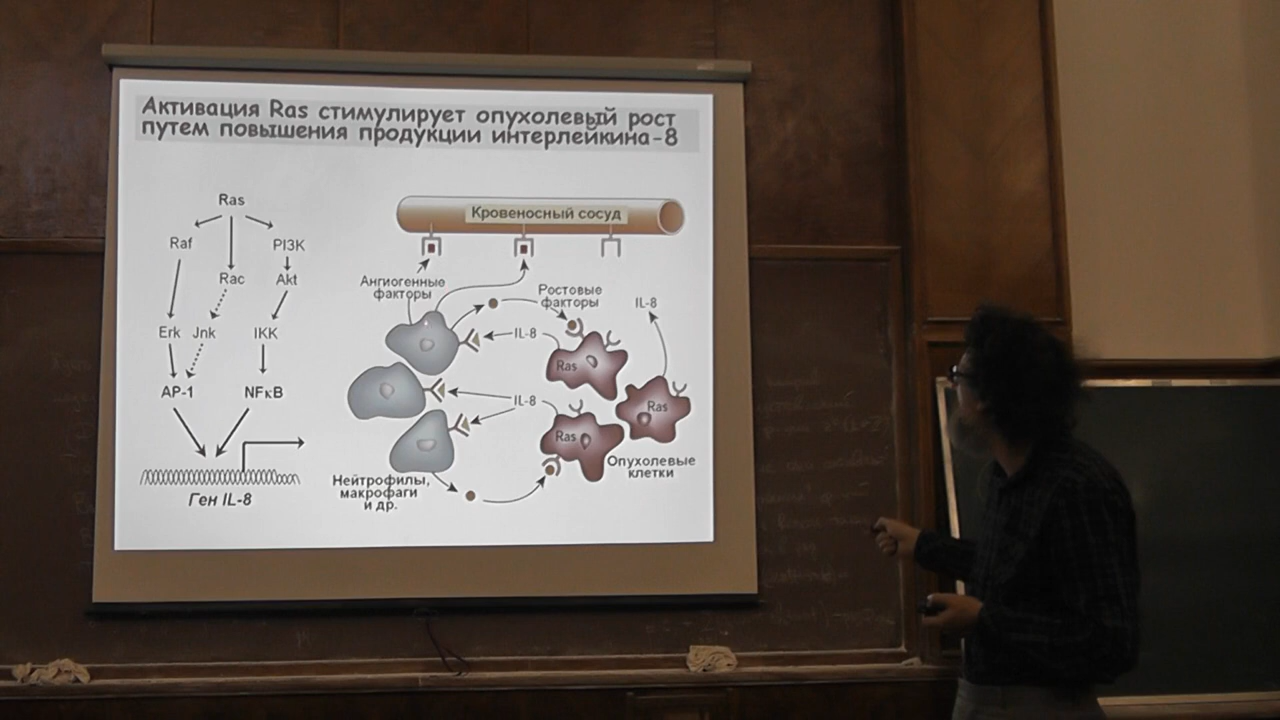 Активация Ras стимулирует опухолевый рост
путем повышения продукции интерлейкина-8
Ras
Raf
PI3K
Rac
Akt
Erk
Jnk
IKK
AP-1
NFκB
Ген IL-8
Кровеносный сосуд
Ангиогенные
факторы
Ростовые
факторы
IL-8
IL-8
Ras
IL-8
Ras
Ras
Опухолевые
клетки
Нейтрофилы,
макрофаги
и др.